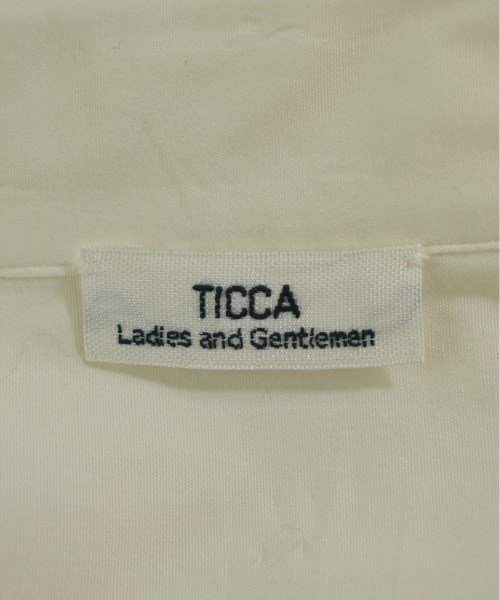 TICCA
Ladies and Gentlemen